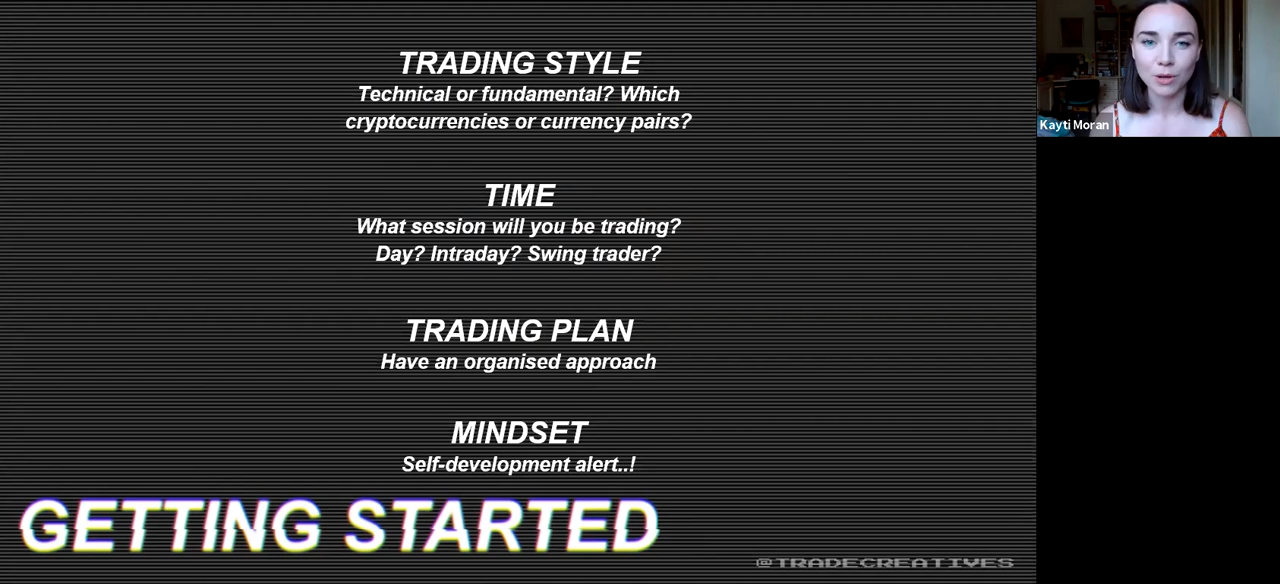 TRADING STYLE
Technical or fundamental? Which
cryptocurrencies or currency pairs?
TIME
What session will you be trading?
Day? Intraday? Swing trader?
TRADING PLAN
Have an organised approach
MINDSET
Self-development alert..!
GETTING STARTED
@TRADECREATIVES
Kayti Moran